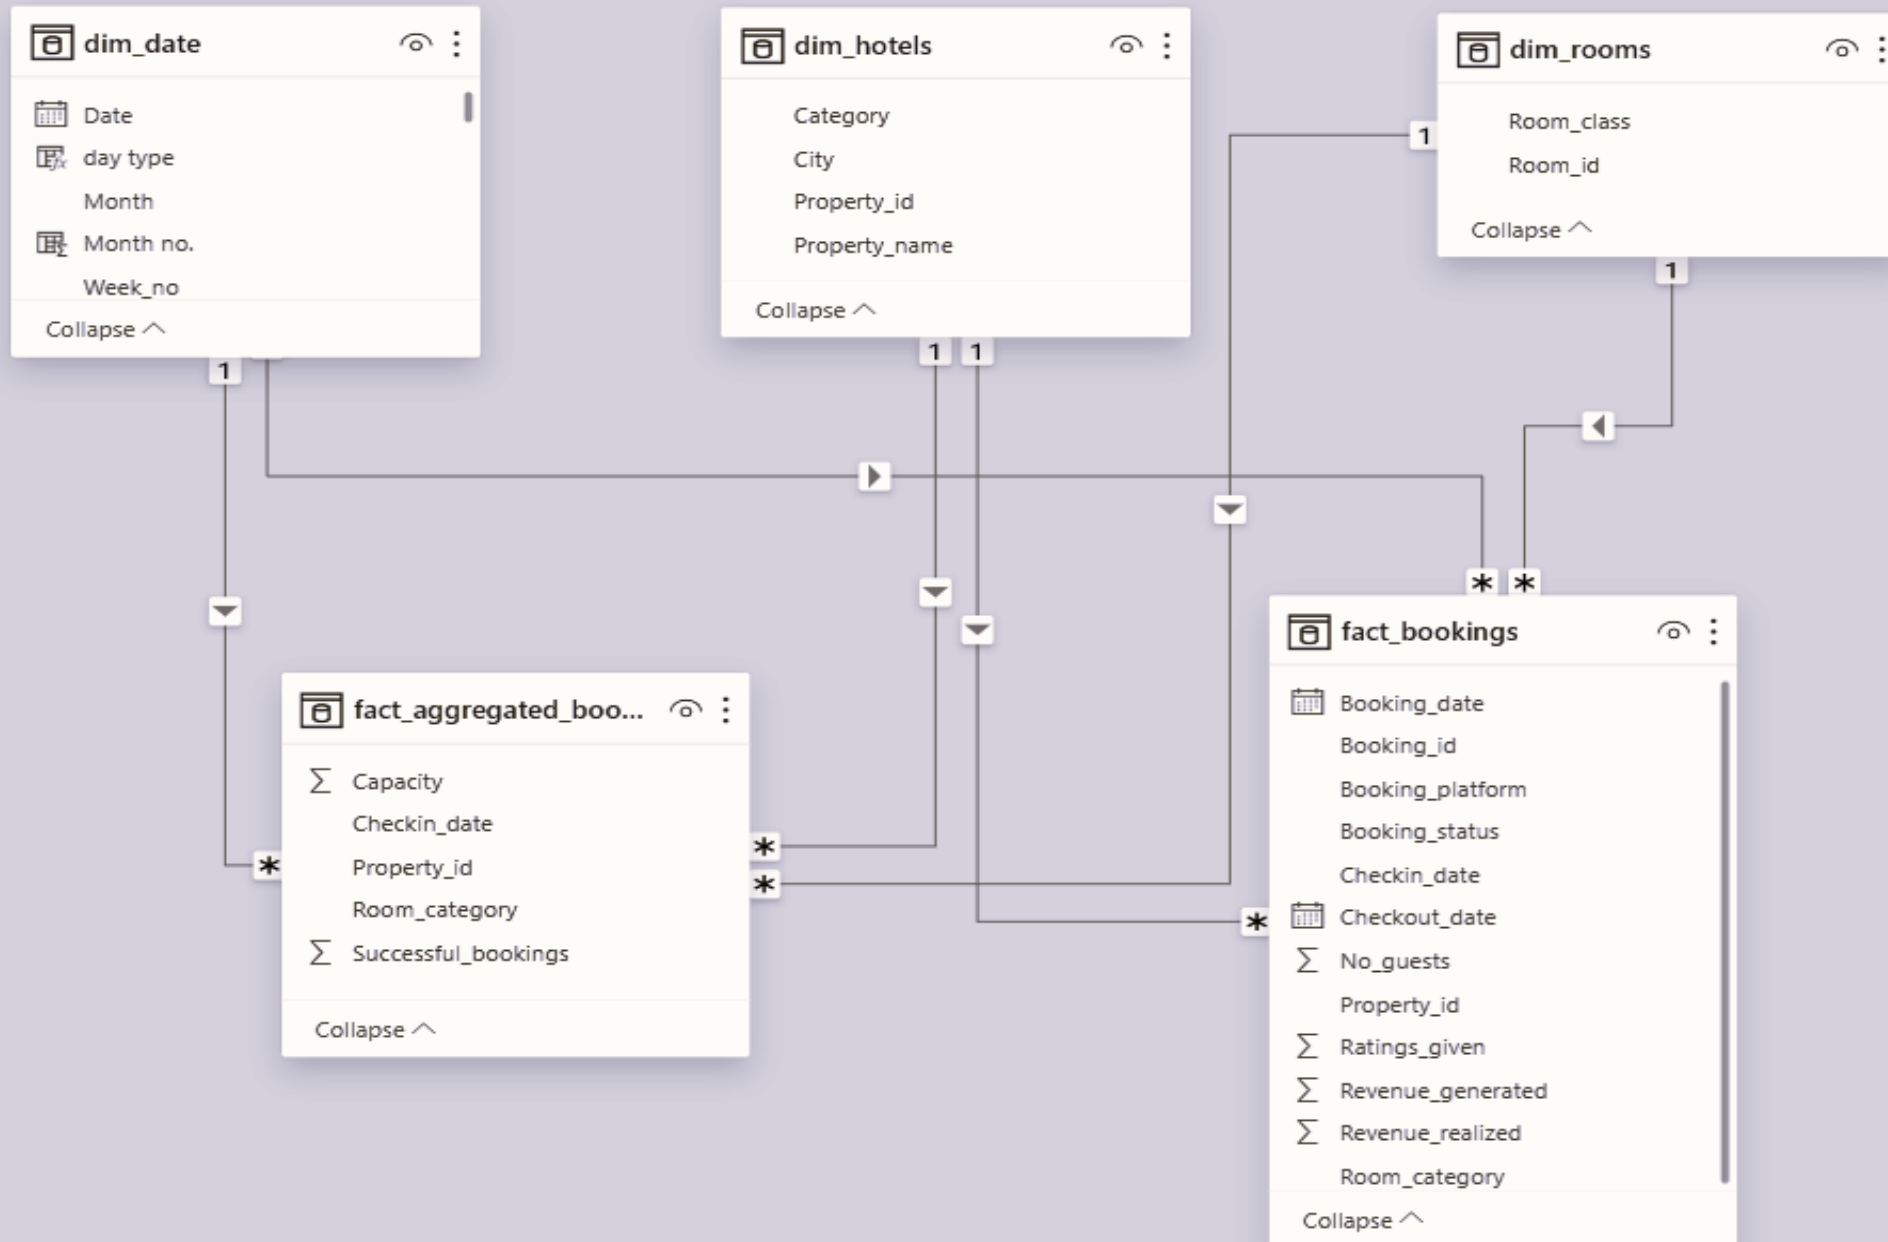 dim_date
Date
day type
Month
Month no.
Week_no
Collapse
dim_hotels
Category
City
Property_id
Property_name
Collapse
dim_rooms
Room_class
Room_id
Collapse
1
1
1
1
1
*
*
fact_aggregated_boo...
Capacity
Checkin_date
Property_id
Room_category
Successful_bookings
Collapse
*
*
*
*
fact_bookings
Booking_date
Booking_id
Booking_platform
Booking_status
Checkin_date
Checkout_date
No_guests
Property_id
Ratings_given
Revenue_generated
Revenue_realized
Room_category
Collapse